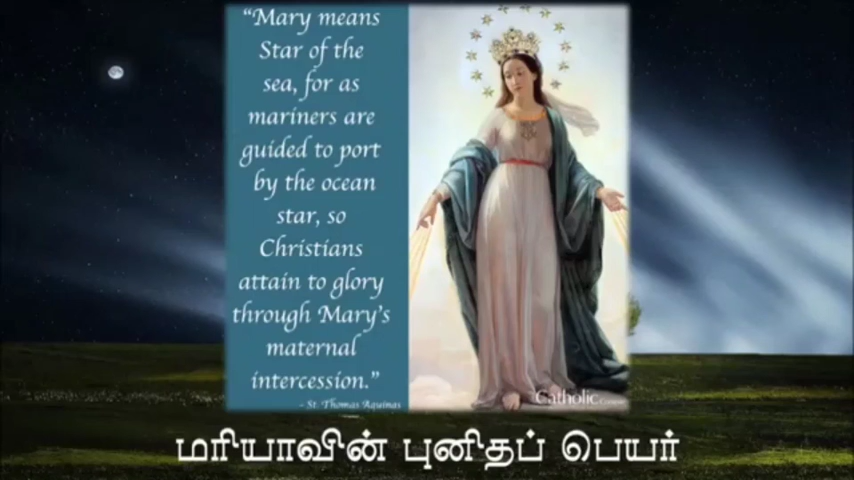 “Mary means
Star of the
sea, for as
mariners are
guided to port
by the ocean
star, so
Christians
attain to glory
through Mary's
maternal
intercession.”
- St. Thomas Aquinas
Catholic
மரியாவின் புனிதப் பெயர்